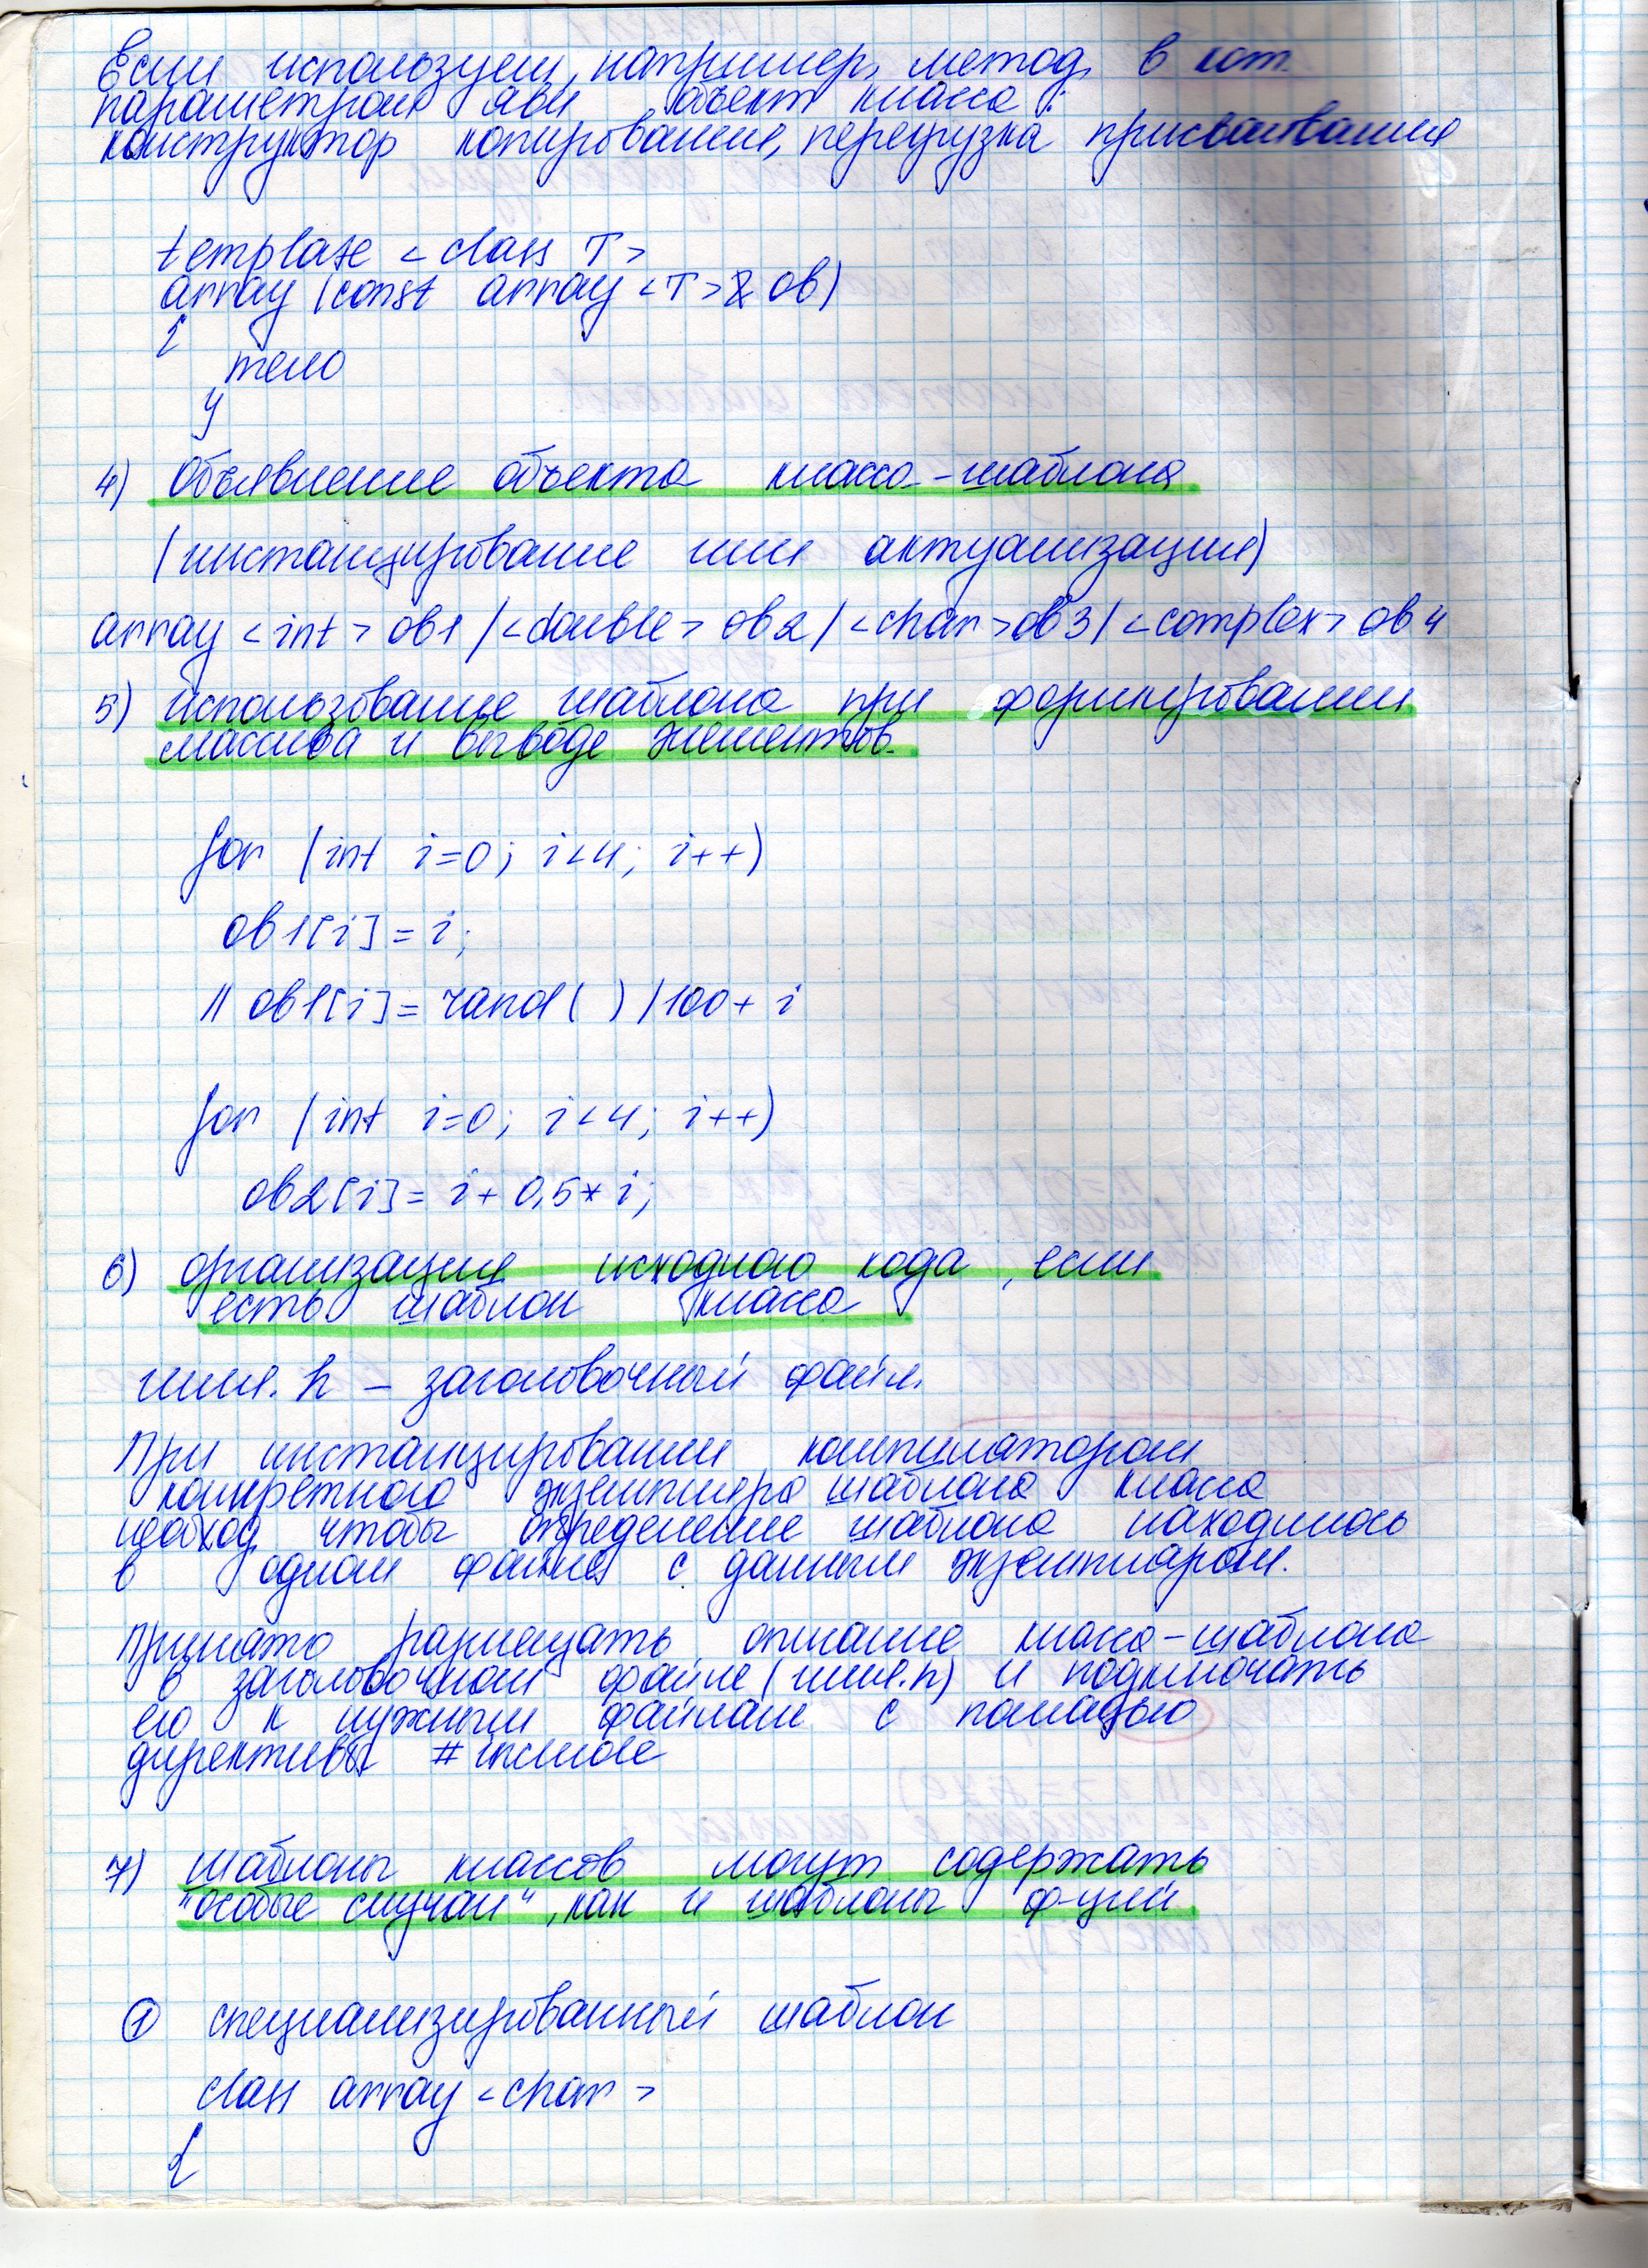 Если используем, например, метод, в кот.
параметром явл объект класса :
конструктор копирования, перегрузка присваивания
template < class T >
array (const array < T > & ob)
{
тело
}
4) Объявление объекта класса-шаблона
(инстанцирование или актуализация)
array < int > ob1 / < double > ob2 / < char > ob3 / < complex > ob4
5) использование шаблона при формировании
массива и выводе элементов.
for (int i=0; i<4; i++)
ob1[i] = i;
// ob1[i] = rand( ) /100+ i
for (int i=0; i<4; i++)
ob2[i] = i + 0,5* i;
6) организация исходного кода, если
есть шаблон класса
имя. h – заголовочный файл.
При инстанцировании компилятором
конкретного экземпляра шаблона класса
необход, чтобы определение шаблона находилось
в одном файле с данным экземпляром.
Принято размещать описание класса-шаблона
в заголовочном файле (имя.h) и подключать
его к нужным файлам с помощью
директивы # include
7) шаблоны классов могут содержать
"особые случаи", как и шаблоны ф-ций
① специализированный шаблон
class array < char >
{